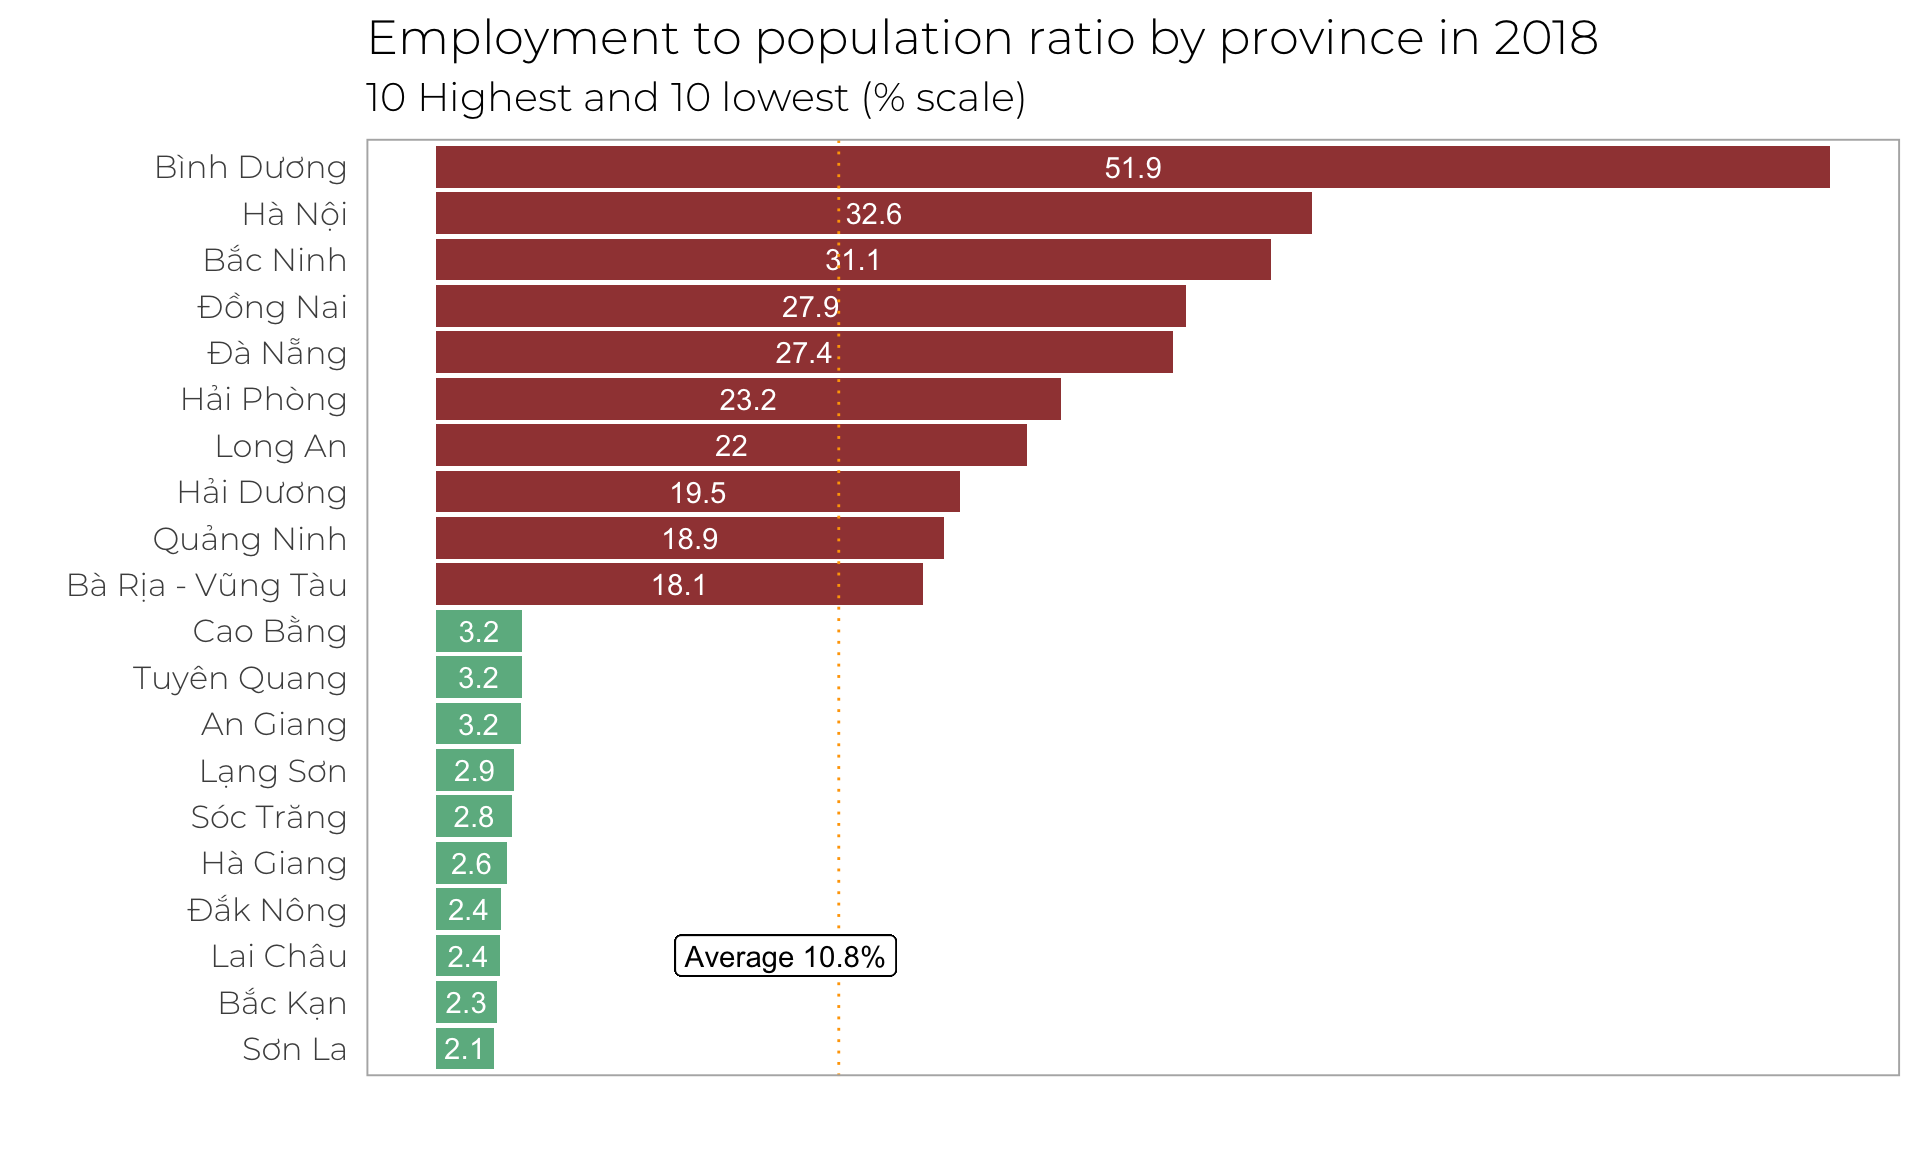 Employment to population ratio by province in 2018
10 Highest and 10 lowest (% scale)
Bình Dương 51.9
Hà Nội 32.6
Bắc Ninh 31.1
Đồng Nai 27.9
Đà Nẵng 27.4
Hải Phòng 23.2
Long An 22
Hải Dương 19.5
Quảng Ninh 18.9
Bà Rịa - Vũng Tàu 18.1
Cao Bằng 3.2
Tuyên Quang 3.2
An Giang 3.2
Lạng Sơn 2.9
Sóc Trăng 2.8
Hà Giang 2.6
Đắk Nông 2.4
Lai Châu 2.4 Average 10.8%
Bắc Kạn 2.3
Sơn La 2.1